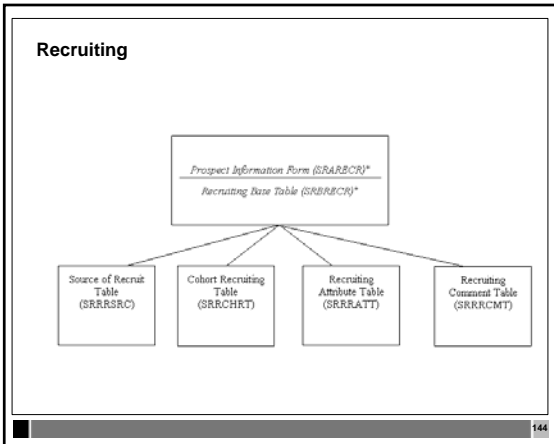 Recruiting
Prospect Information Form (SRARECR)*
Recruiting Base Table (SRBRECR)*
Source of Recruit
Table
(SRRRSRC)
Cohort Recruiting
Table
(SRRCHRT)
Recruiting
Attribute Table
(SRRRATT)
Recruiting
Comment Table
(SRRRCMT)
144